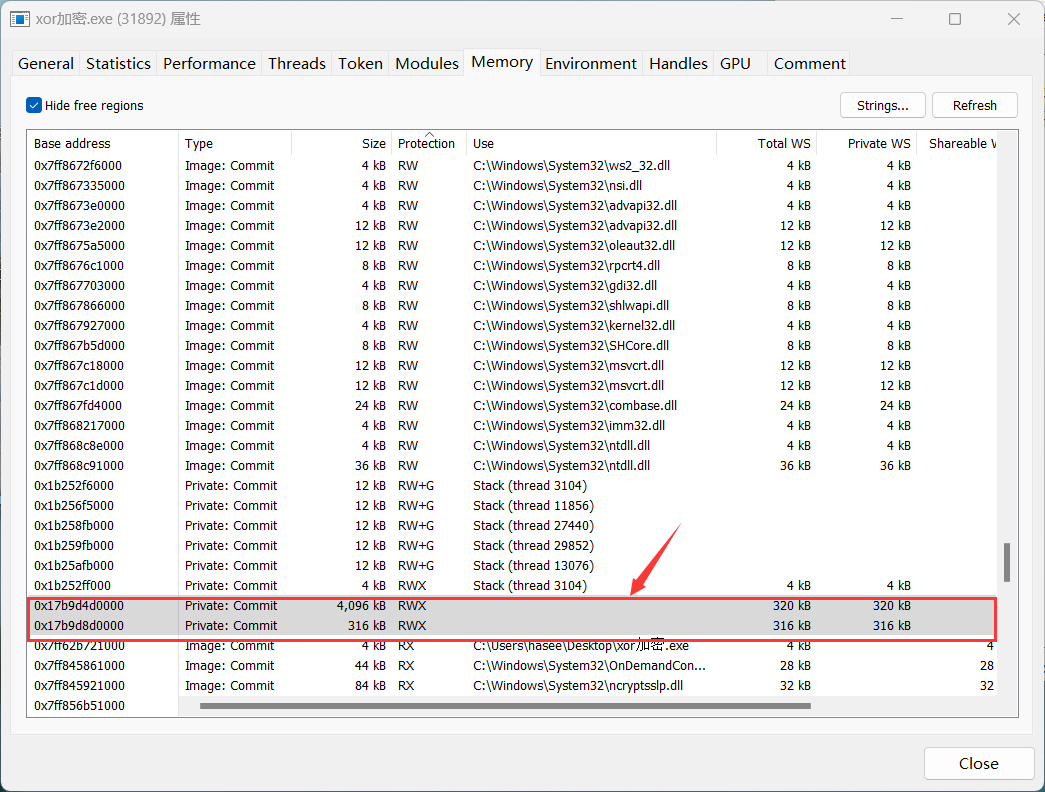 xor加密.exe (31892) 属性
General Statistics Performance Threads Token Modules Memory Environment Handles GPU Comment
Hide free regions Strings... Refresh
Base address Type Size Protection Use Total WS Private WS Shareable W
0x7ff8672f6000 Image: Commit 4 kB RW C:\Windows\System32\ws2_32.dll 4 kB 4 kB
0x7ff867335000 Image: Commit 4 kB RW C:\Windows\System32\nsi.dll 4 kB 4 kB
0x7ff8673e0000 Image: Commit 4 kB RW C:\Windows\System32\advapi32.dll 4 kB 4 kB
0x7ff8673e2000 Image: Commit 12 kB RW C:\Windows\System32\advapi32.dll 12 kB 12 kB
0x7ff8675a5000 Image: Commit 12 kB RW C:\Windows\System32\oleaut32.dll 12 kB 12 kB
0x7ff8676c1000 Image: Commit 8 kB RW C:\Windows\System32\rpcrt4.dll 8 kB 8 kB
0x7ff867703000 Image: Commit 4 kB RW C:\Windows\System32\gdi32.dll 4 kB 4 kB
0x7ff867866000 Image: Commit 8 kB RW C:\Windows\System32\shlwapi.dll 8 kB 8 kB
0x7ff867927000 Image: Commit 4 kB RW C:\Windows\System32\kernel32.dll 4 kB 4 kB
0x7ff867b5d000 Image: Commit 8 kB RW C:\Windows\System32\SHCore.dll 8 kB 8 kB
0x7ff867c18000 Image: Commit 12 kB RW C:\Windows\System32\msvcrt.dll 12 kB 12 kB
0x7ff867c1d000 Image: Commit 12 kB RW C:\Windows\System32\msvcrt.dll 12 kB 12 kB
0x7ff867fd4000 Image: Commit 24 kB RW C:\Windows\System32\combase.dll 24 kB 24 kB
0x7ff868217000 Image: Commit 4 kB RW C:\Windows\System32\imm32.dll 4 kB 4 kB
0x7ff868c8e000 Image: Commit 4 kB RW C:\Windows\System32\ntdll.dll 4 kB 4 kB
0x7ff868c91000 Image: Commit 36 kB RW C:\Windows\System32\ntdll.dll 36 kB 36 kB
0x1b252f6000 Private: Commit 12 kB RW+G Stack (thread 3104)
0x1b256f5000 Private: Commit 12 kB RW+G Stack (thread 11856)
0x1b258fb000 Private: Commit 12 kB RW+G Stack (thread 27440)
0x1b259fb000 Private: Commit 12 kB RW+G Stack (thread 29852)
0x1b25afb000 Private: Commit 12 kB RW+G Stack (thread 13076)
0x1b252ff000 Private: Commit 4 kB RWX Stack (thread 3104) 4 kB 4 kB
0x17b9d4d0000 Private: Commit 4,096 kB RWX 320 kB 320 kB
0x17b9d8d0000 Private: Commit 316 kB RWX 316 kB 316 kB
0x7ff62b721000 Image: Commit 4 kB RX C:\Users\hasee\Desktop\xor加密.exe 4 kB 4
0x7ff845861000 Image: Commit 44 kB RX C:\Windows\System32\OnDemandCon... 28 kB 28
0x7ff845921000 Image: Commit 84 kB RX C:\Windows\System32\ncryptsslp.dll 32 kB 32
0x7ff856b51000
Close